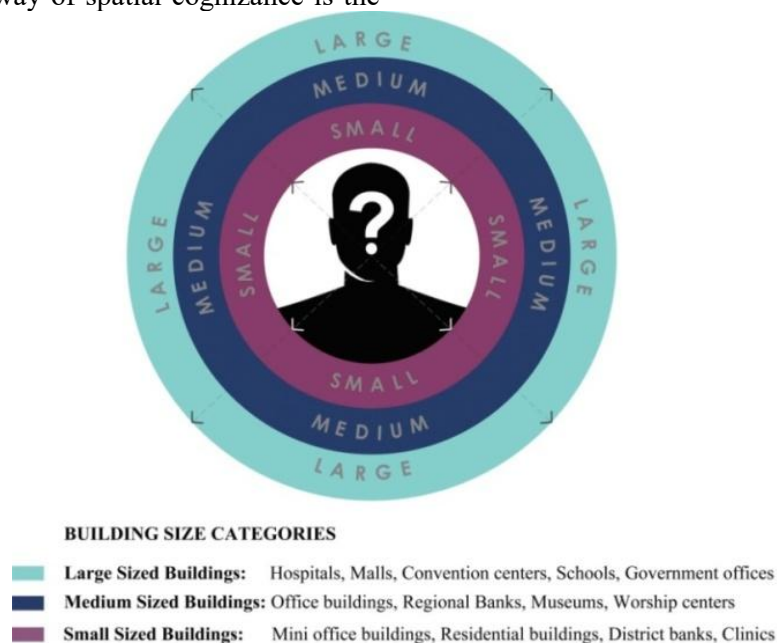 way of spatial cognizance is the
LARGE
MEDIUM
SMALL
?
LARGE
MEDIUM
SMALL
SMALL
MEDIUM
LARGE
SMALL
MEDIUM
LARGE
BUILDING SIZE CATEGORIES
Large Sized Buildings: Hospitals, Malls, Convention centers, Schools, Government offices
Medium Sized Buildings: Office buildings, Regional Banks, Museums, Worship centers
Small Sized Buildings: Mini office buildings, Residential buildings, District banks, Clinics